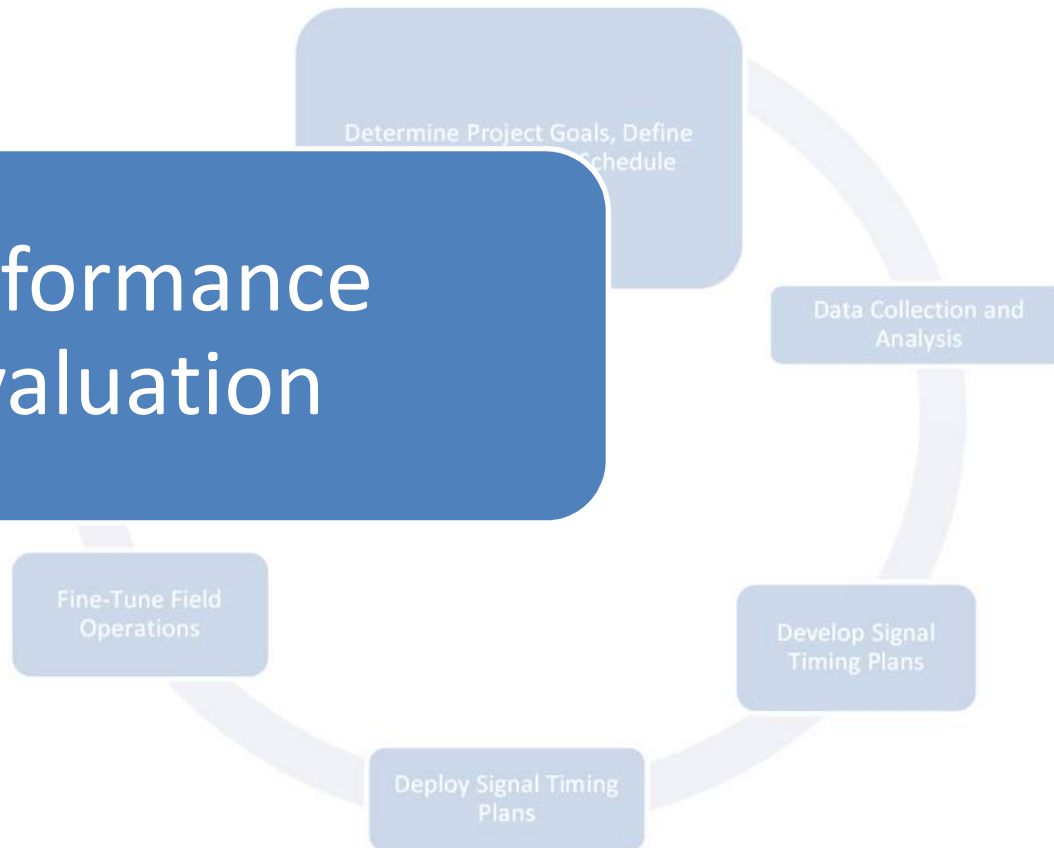 Determine Project Goals, Define
Schedule
formance
valuation
Data Collection and
Analysis
Fine-Tune Field
Operations
Develop Signal
Timing Plans
Deploy Signal Timing
Plans